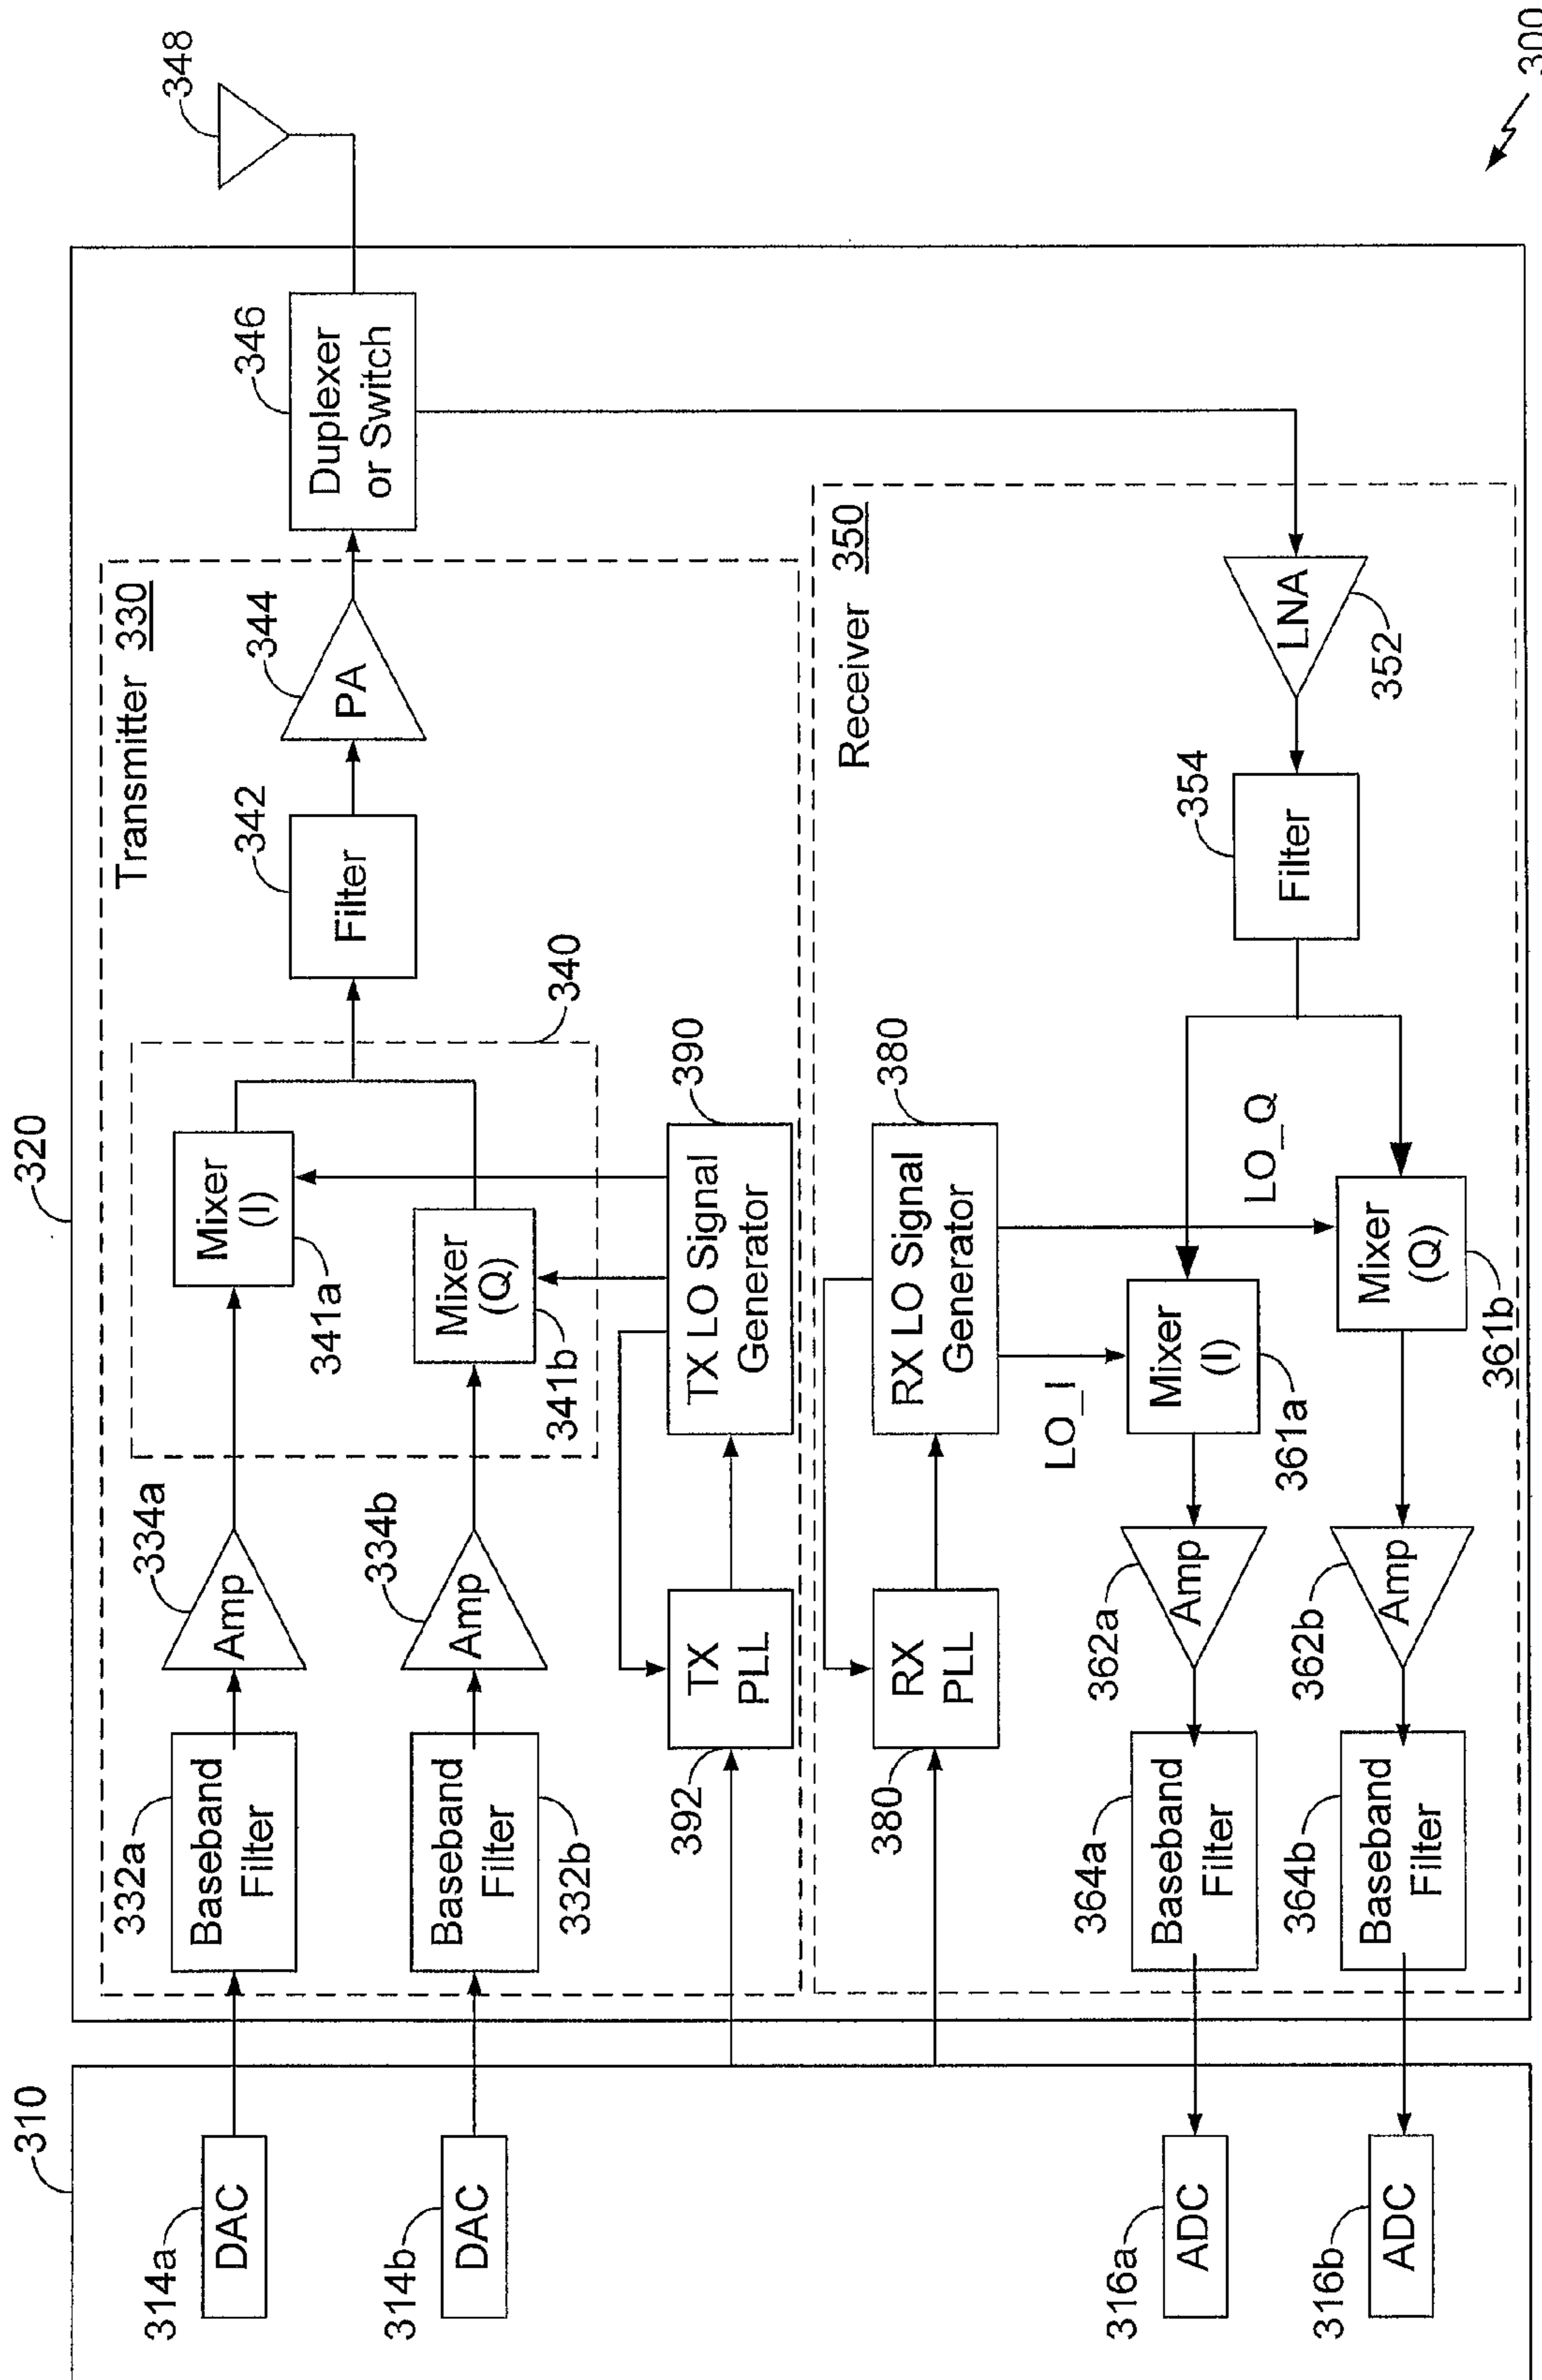 300
320
310
348
346
Duplexer
or Switch
Transmitter 330
344
PA
342
Filter
340
Mixer
(I)
341a
Mixer
(Q)
341b
334a
Amp
334b
Amp
332a
Baseband
Filter
Baseband
Filter
332b
314a
DAC
314b
DAC
390
TX LO Signal
Generator
TX
PLL
392
Receiver 350
LNA
352
354
Filter
380
RX LO Signal
Generator
RX
PLL
380
LO_Q
LO_I
Mixer
(I)
361a
Mixer
(Q)
361b
362a
Amp
362b
Amp
364a
Baseband
Filter
364b
Baseband
Filter
316a
ADC
316b
ADC